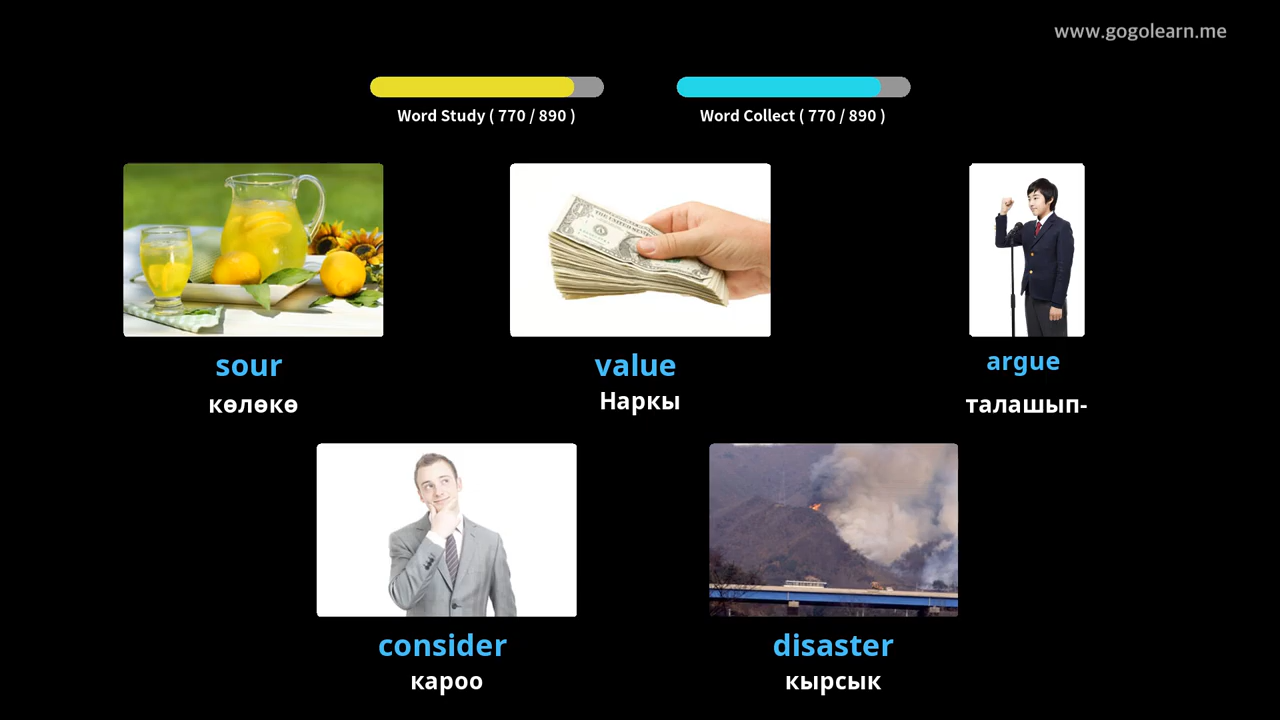 www.gogolearn.me
Word Study ( 770 / 890 )
Word Collect ( 770 / 890 )
sour
көлөкө
value
Наркы
argue
талашып-
consider
кароо
disaster
кырсык